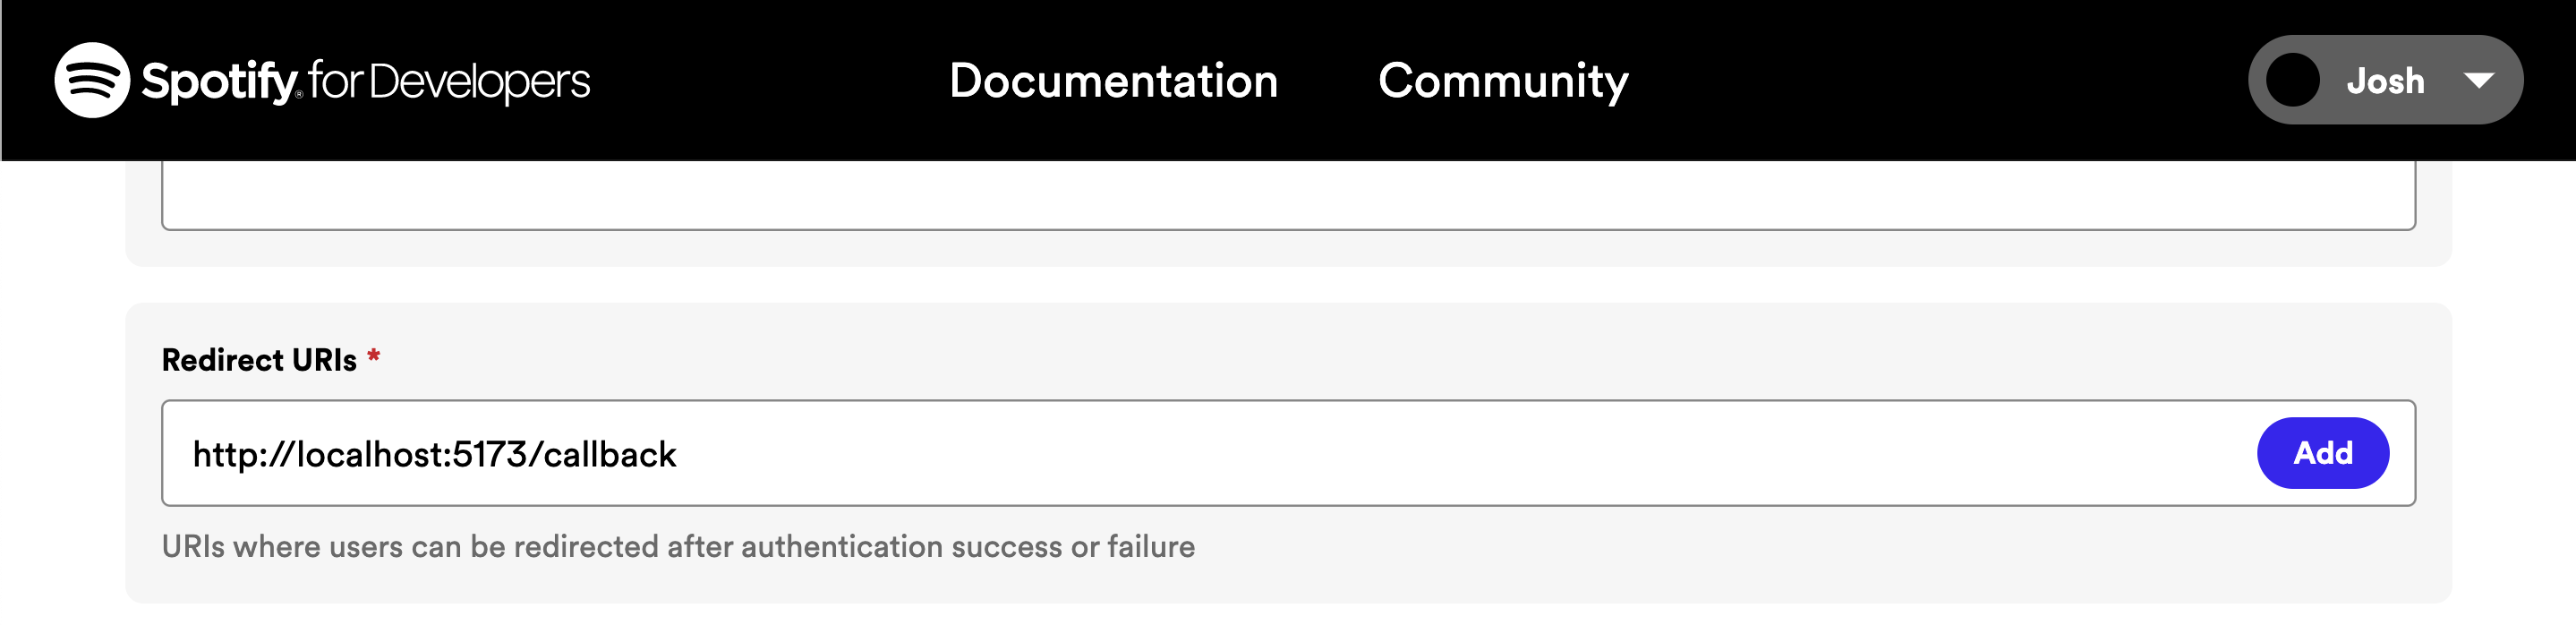 Spotify® for Developers
Documentation
Community
Josh
Redirect URIs *
http://localhost:5173/callback
Add
URIs where users can be redirected after authentication success or failure